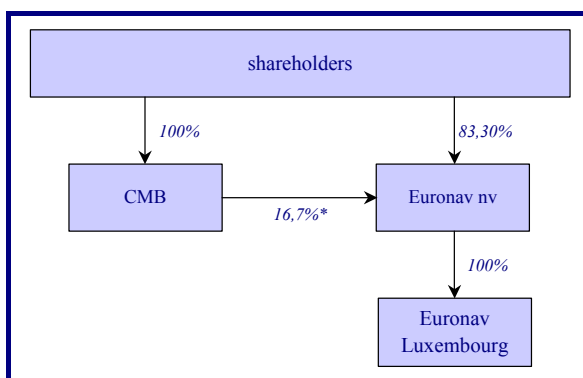 shareholders
100%
83,30%
CMB
16,7%*
Euronav nv
100%
Euronav
Luxembourg